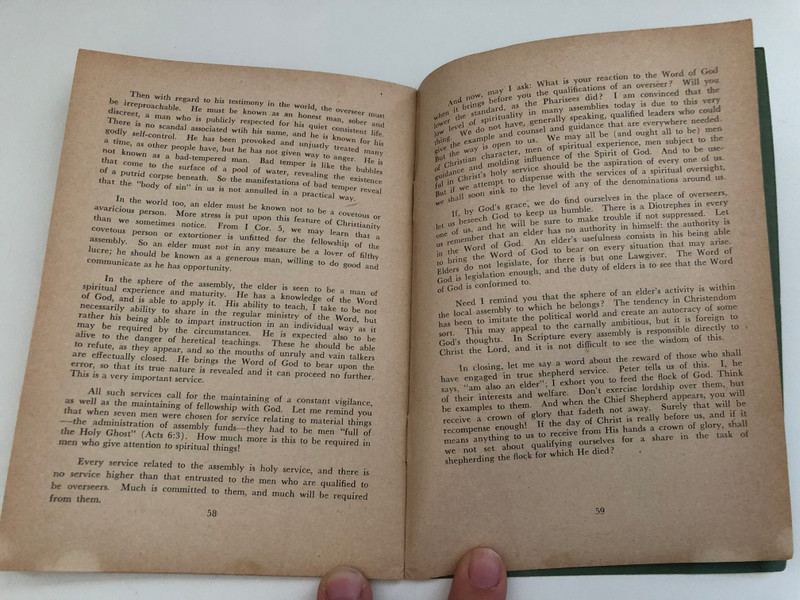 Then with regard to his testimony in the world, the overseer must
be irreproachable. He must be known as an honest man, sober and
discreet, a man who is publicly respected for his quiet consistent life.
There is no scandal associated wtih his name, and he is known for his
godly self-control. He has been provoked and unjustly treated many
a time, as other people have, but he has not given way to anger. He is
not known as a bad-tempered man. Bad temper is like the bubbles
that come to the surface of a pool of water, revealing the existence
of a putrid corpse beneath. So the manifestations of bad temper reveal
that the "body of sin" in us is not annulled in a practical way.
In the world too, an elder must be known not to be a covetous or
avaricious person. More stress is put upon this feature of Christianity
than we sometimes notice. From I Cor. 5, we may learn that a
covetous person or extortioner is unfitted for the fellowship of the
assembly. So an elder must not in any measure be a lover of filthy
lucre; he should be known as a generous man, willing to do good and
communicate as he has opportunity.
In the sphere of the assembly, the elder is seen to be a man of
spiritual experience and maturity. He has a knowledge of the Word
of God, and is able to apply it. His ability to teach, I take to be not
necessarily ability to share in the regular ministry of the Word, but
rather his being able to impart instruction in an individual way as it
may be required by the circumstances. He is expected also to be
alive to the danger of heretical teachings. These he should be able
to refute, as they appear, and so the mouths of unruly and vain talkers
are effectually closed. He brings the Word of God to bear upon the
error, so that its true nature is revealed and it can proceed no further.
This is a very important service.
All such services call for the maintaining of a constant vigilance,
as well as the maintaining of fellowship with God. Let me remind you
that when seven men were chosen for service relating to material things
—the administration of assembly funds—they had to be men "full of
the Holy Ghost" (Acts 6:3). How much more is this to be required in
men who give attention to spiritual things!
Every service related to the assembly is holy service, and there is
no service higher than that entrusted to the men who are qualified to
be overseers. Much is committed to them, and much will be required
from them.
58
And now, may I ask: What is your reaction to the Word of God
when it brings before you the qualifications of an overseer? Will you
lower the standard, as the Pharisees did? I am convinced that the
low level of spirituality in many assemblies today is due to this very
thing. We do not have, generally speaking, qualified leaders who could
give the example and counsel and guidance that are everywhere needed.
But the way is open to us. We may all be (and ought all to be) men
of Christian character, men of spiritual experience, men subject to the
guidance and molding influence of the Spirit of God. And to be use-
ful in Christ's holy service should be the aspiration of every one of us.
But if we attempt to dispense with the services of a spiritual oversight,
we shall soon sink to the level of any of the denominations around us.
If, by God's grace, we do find ourselves in the place of overseers,
let us beseech God to keep us humble. There is a Diotrephes in every
one of us, and he will be sure to make trouble if not suppressed. Let
us remember that an elder has no authority in himself: the authority is
in the Word of God. An elder's usefulness consists in his being able
to bring the Word of God to bear on every situation that may arise.
Elders do not legislate, for there is but one Lawgiver. The Word of
God is legislation enough, and the duty of elders is to see that the Word
of God is conformed to.
Need I remind you that the sphere of an elder's activity is within
the local assembly to which he belongs? The tendency in Christendom
has been to imitate the political world and create an autocracy of some
sort. This may appeal to the carnally ambitious, but it is foreign to
God's thoughts. In Scripture every assembly is responsible directly to
Christ the Lord, and it is not difficult to see the wisdom of this.
In closing, let me say a word about the reward of those who shall
have engaged in true shepherd service. Peter tells us of this. I, he
says, "am also an elder"; I exhort you to feed the flock of God. Think
of their interests and welfare. Don't exercise lordship over them, but
be examples to them. And when the Chief Shepherd appears, you will
receive a crown of glory that fadeth not away. Surely that will be
recompense enough! If the day of Christ is really before us, and if it
means anything to us to receive from His hands a crown of glory, shall
we not set about qualifying ourselves for a share in the task of
shepherding the flock for which He died?
59